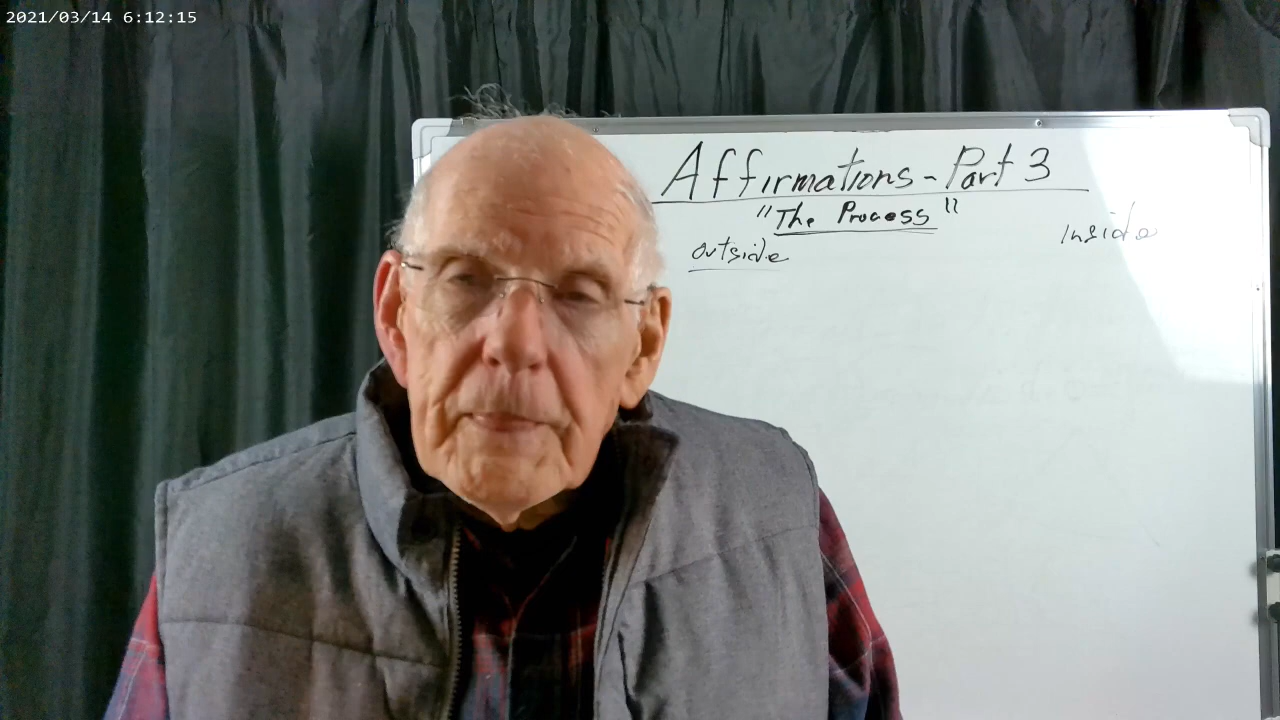 2021/03/14 6:12:15
Affirmations - Part 3
"The Process"
outside
Inside